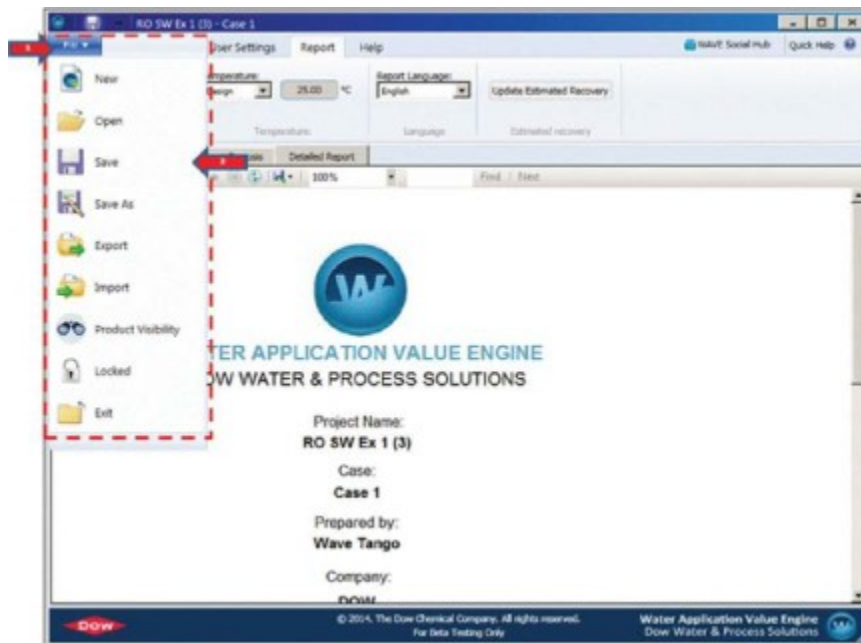 RO SW Ex 1 (3) - Case 1
1
File
User Settings Report Help
WAVE Social Hub Quick Help
Report Language:
25.00 °C
English
Update Estimated Recovery
Language
Estimated recovery
Detailed Report
100%
Find | Next
New
Open
Save
Save As
Export
Import
Product Visibility
Locked
Exit
W
TER APPLICATION VALUE ENGINE
OW WATER & PROCESS SOLUTIONS
Project Name:
RO SW Ex 1 (3)
Case:
Case 1
Prepared by:
Wave Tango
Company:
DOW
DOW
© 2014, The Dow Chemical Company. All rights reserved.
For Beta Testing Only
Water Application Value Engine
Dow Water & Process Solutions